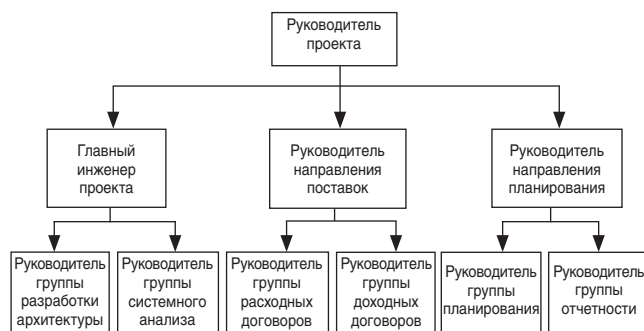 Руководитель
проекта
Главный
инженер
проекта
Руководитель
направления
поставок
Руководитель
направления
планирования
Руководитель
группы
разработки
архитектуры
Руководитель
группы
системного
анализа
Руководитель
группы
расходных
договоров
Руководитель
группы
доходных
договоров
Руководитель
группы
планирования
Руководитель
группы
отчетности